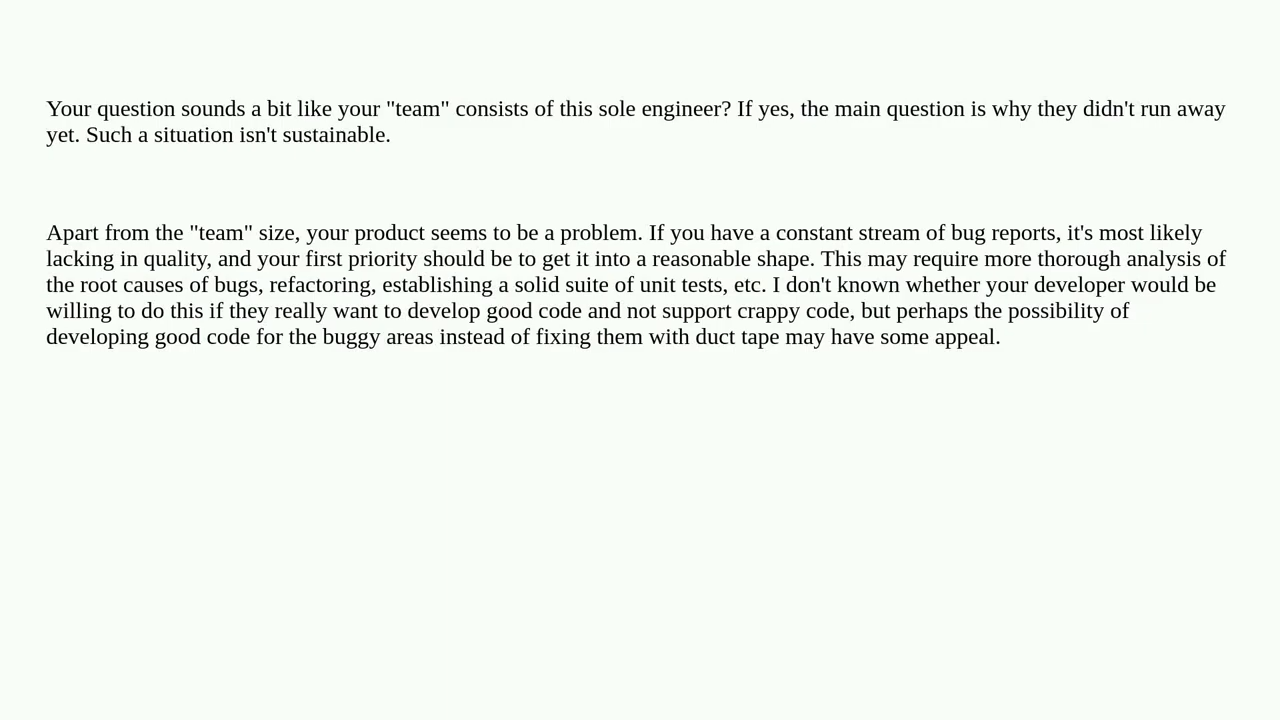 Your question sounds a bit like your "team" consists of this sole engineer? If yes, the main question is why they didn't run away
yet. Such a situation isn't sustainable.
Apart from the "team" size, your product seems to be a problem. If you have a constant stream of bug reports, it's most likely
lacking in quality, and your first priority should be to get it into a reasonable shape. This may require more thorough analysis of
the root causes of bugs, refactoring, establishing a solid suite of unit tests, etc. I don't known whether your developer would be
willing to do this if they really want to develop good code and not support crappy code, but perhaps the possibility of
developing good code for the buggy areas instead of fixing them with duct tape may have some appeal.